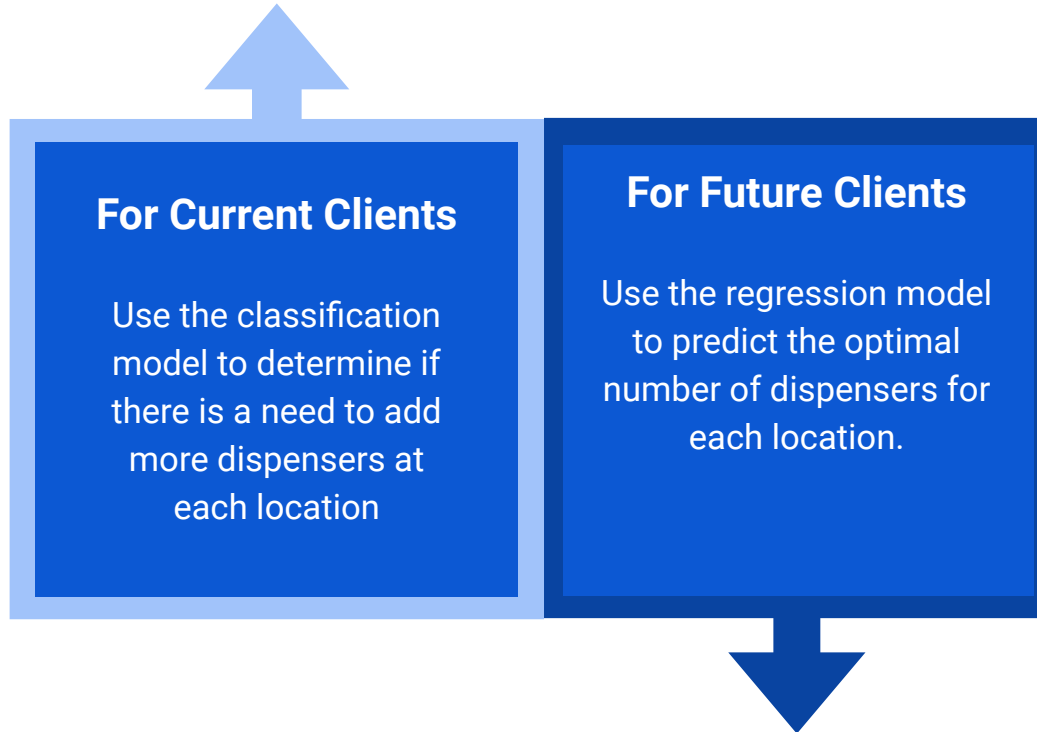 For Current Clients
Use the classification
model to determine if
there is a need to add
more dispensers at
each location
For Future Clients
Use the regression model
to predict the optimal
number of dispensers for
each location.